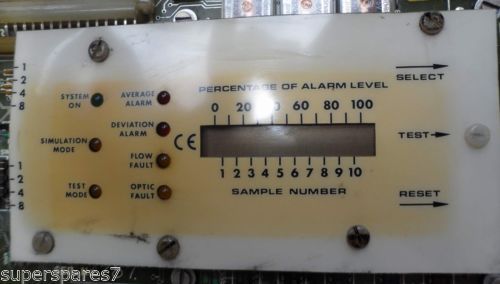 1
2
4
8
SYSTEM ON
AVERAGE ALARM
DEVIATION ALARM
SIMULATION MODE
FLOW FAULT
1
2
4
8
TEST MODE
OPTIC FAULT
CE
PERCENTAGE OF ALARM LEVEL
0 20 40 60 80 100
1 2 3 4 5 6 7 8 9 10
SAMPLE NUMBER
SELECT
TEST
RESET
superspares7